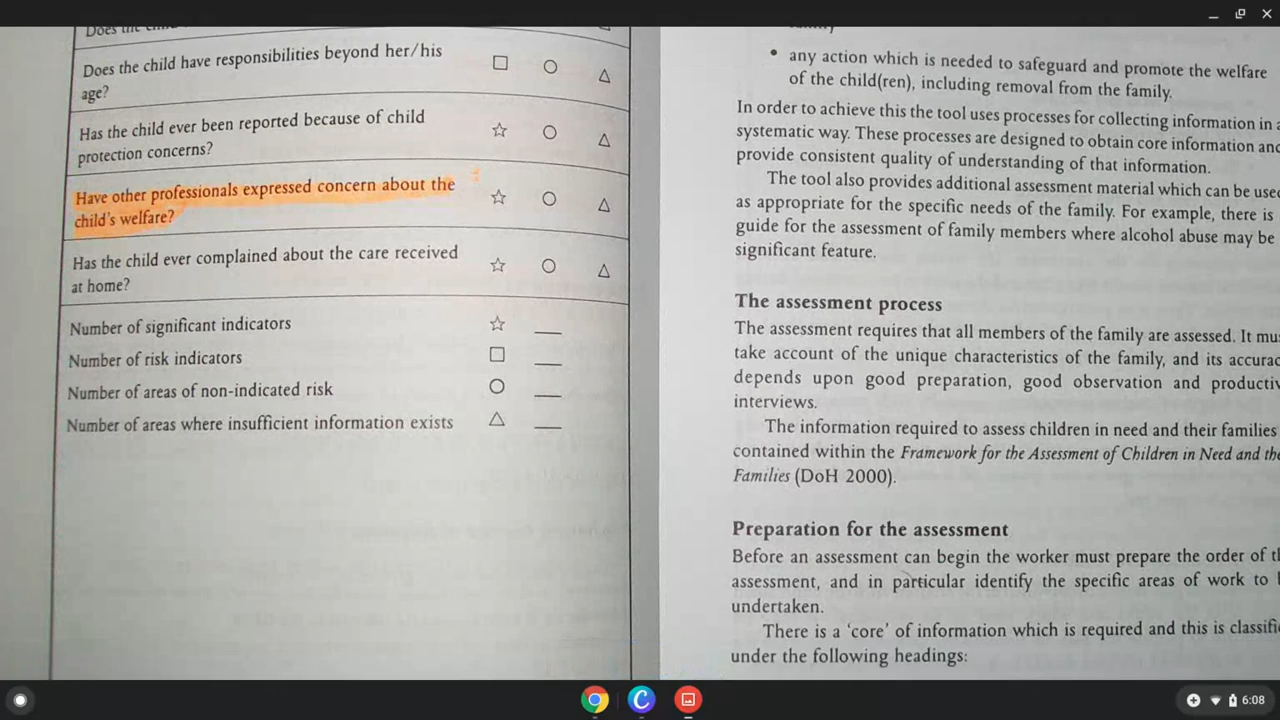 Does the child have responsibilities beyond her/his
age?
Has the child ever been reported because of child
protection concerns?
Have other professionals expressed concern about the
child's welfare?
Has the child ever complained about the care received
at home?
Number of significant indicators
Number of risk indicators
Number of areas of non-indicated risk
Number of areas where insufficient information exists
• any action which is needed to safeguard and promote the welfare
of the child(ren), including removal from the family.
In order to achieve this the tool uses processes for collecting information in a
systematic way. These processes are designed to obtain core information and
provide consistent quality of understanding of that information.
The tool also provides additional assessment material which can be used
as appropriate for the specific needs of the family. For example, there is
guide for the assessment of family members where alcohol abuse may be
significant feature.
The assessment process
The assessment requires that all members of the family are assessed. It
take account of the unique characteristics of the family, and its
depends upon good preparation, good observation and
interviews.
The information required to assess children in need and their families
contained within the Framework for the Assessment of Children in Need and
Families (DoH 2000).
Preparation for the assessment
Before an assessment can begin the worker must prepare the order of
assessment, and in particular identify the specific areas of work to
undertaken.
There is a 'core' of information which is required and this is
under the following headings:
6:08